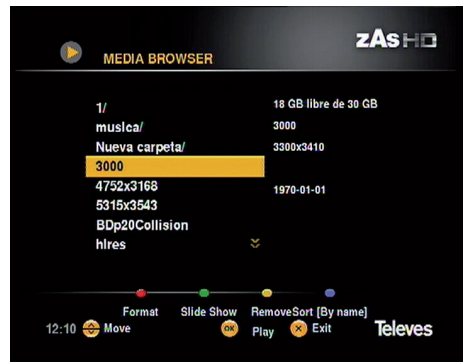 zAs HD
MEDIA BROWSER
1/
18 GB libre de 30 GB
musica/
3000
Nueva carpeta/
3300x3410
3000
4752x3168
1970-01-01
5315x3543
BDp20Collision
hires
Format
Slide Show
Remove
Sort [By name]
12:10
Move
OK
Play
X
Exit
Televes